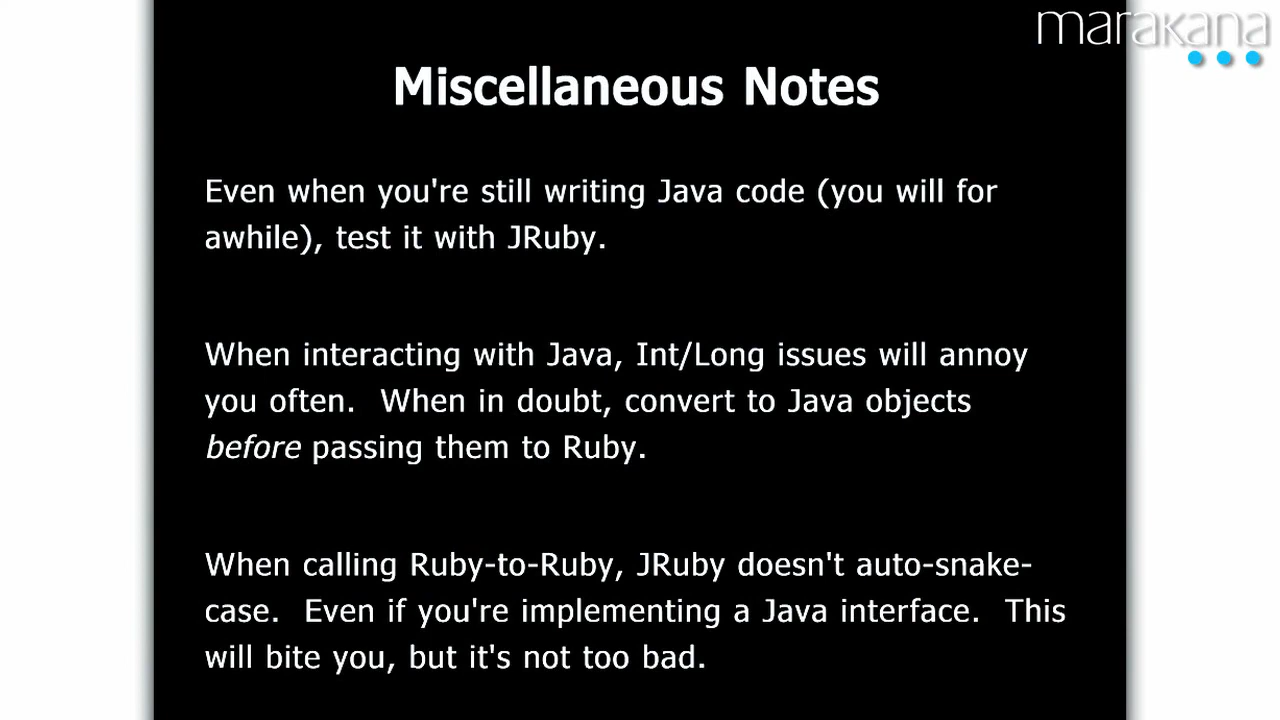 marakana
Miscellaneous Notes
Even when you're still writing Java code (you will for
awhile), test it with JRuby.
When interacting with Java, Int/Long issues will annoy
you often.  When in doubt, convert to Java objects
before passing them to Ruby.
When calling Ruby-to-Ruby, JRuby doesn't auto-snake-
case.  Even if you're implementing a Java interface.  This
will bite you, but it's not too bad.